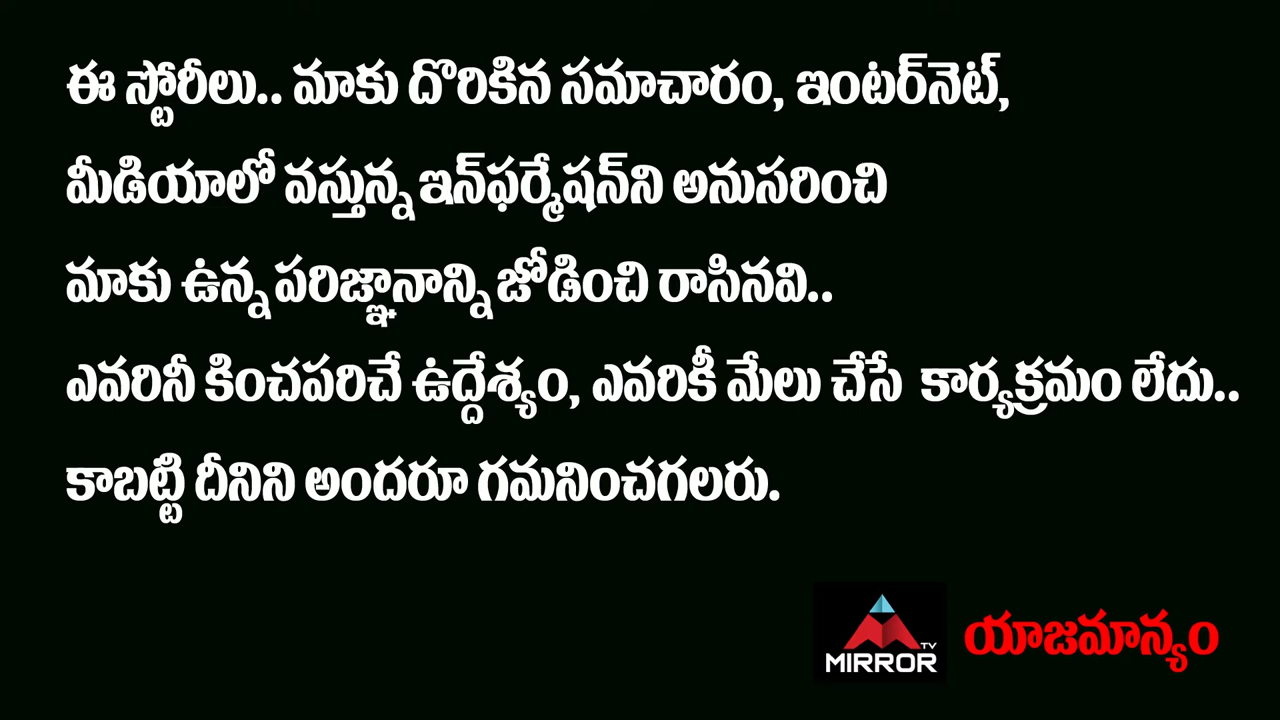 ఈ స్టోరీలు.. మాకు దొరికిన సమాచారం, ఇంటర్‌నెట్,
మీడియాలో వస్తున్న ఇన్‌ఫర్మేషన్‌ని అనుసరించి
మాకు ఉన్న పరిజ్ఞానాన్ని జోడించి రాసినవి..
ఎవరినీ కించపరిచే ఉద్దేశ్యం, ఎవరికీ మేలు చేసే కార్యక్రమం లేదు..
కాబట్టి దీనిని అందరూ గమనించగలరు.
MIRROR TV యాజమాన్యం